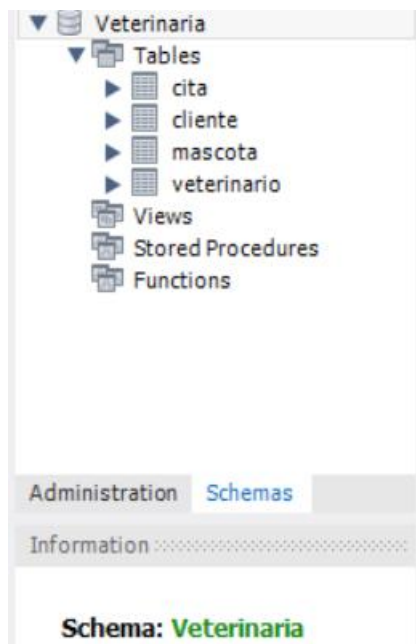 Veterinaria
Tables
cita
cliente
mascota
veterinario
Views
Stored Procedures
Functions
Administration Schemas
Information
Schema: Veterinaria